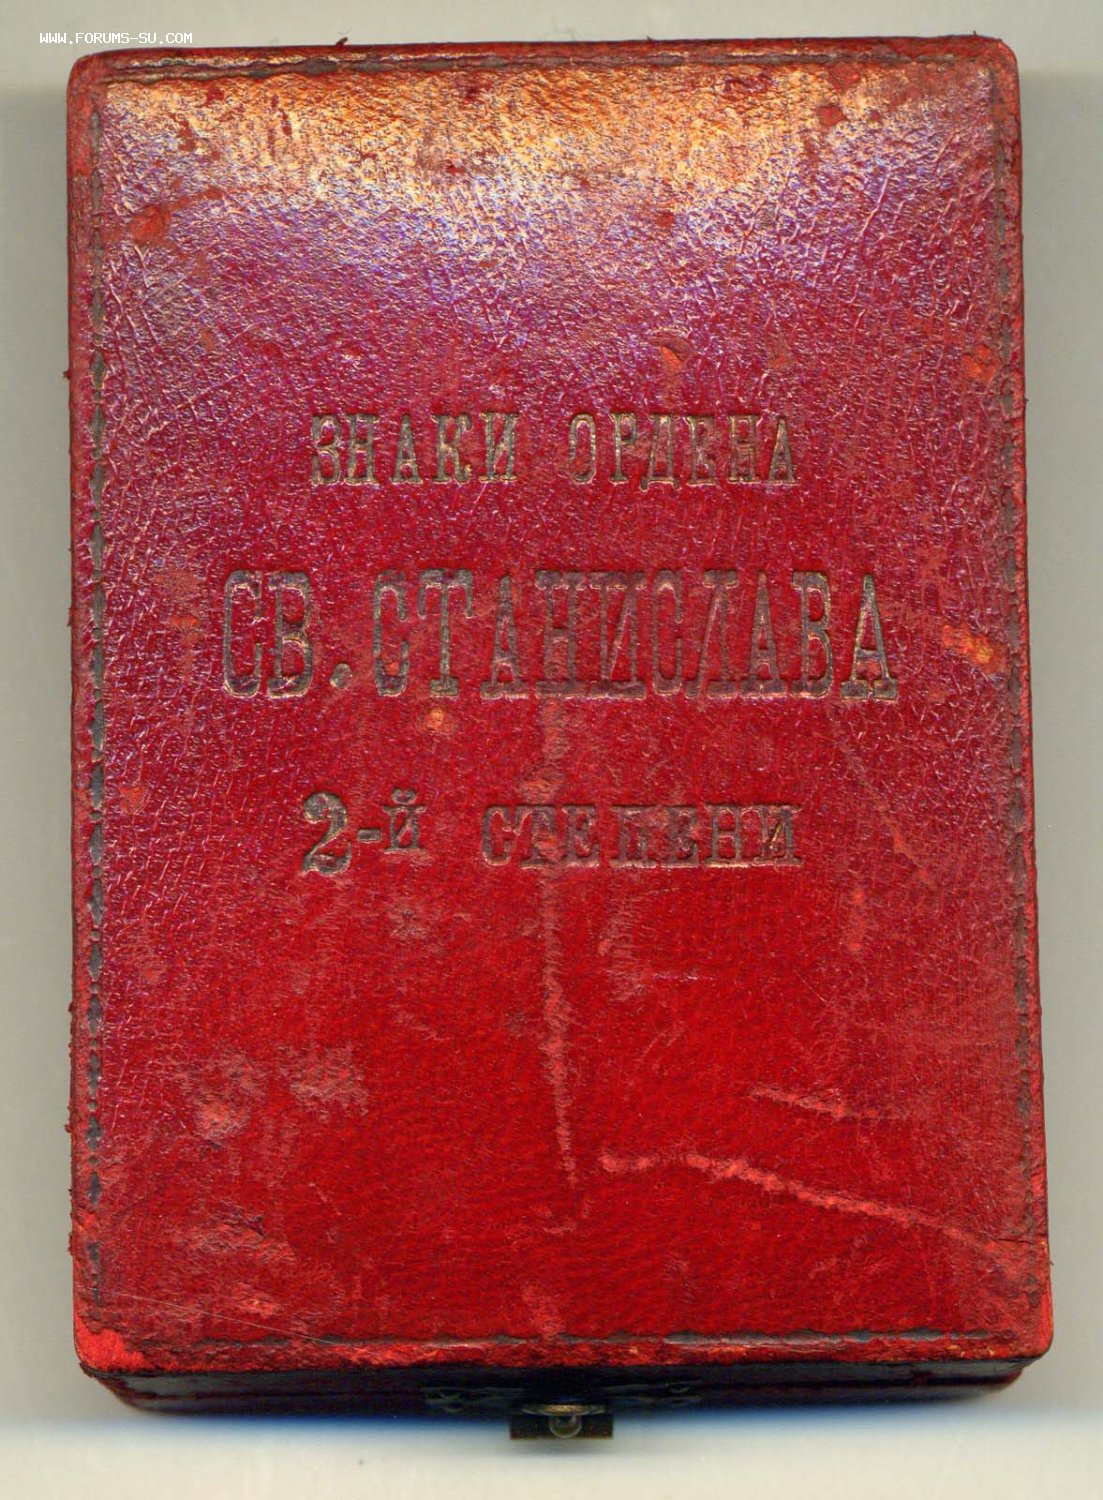 WWW.FORUMS-SU.COM
ЗНАКИ ОРДЕНА
СВ. СТАНИСЛАВА
2-Й СТЕПЕНИ